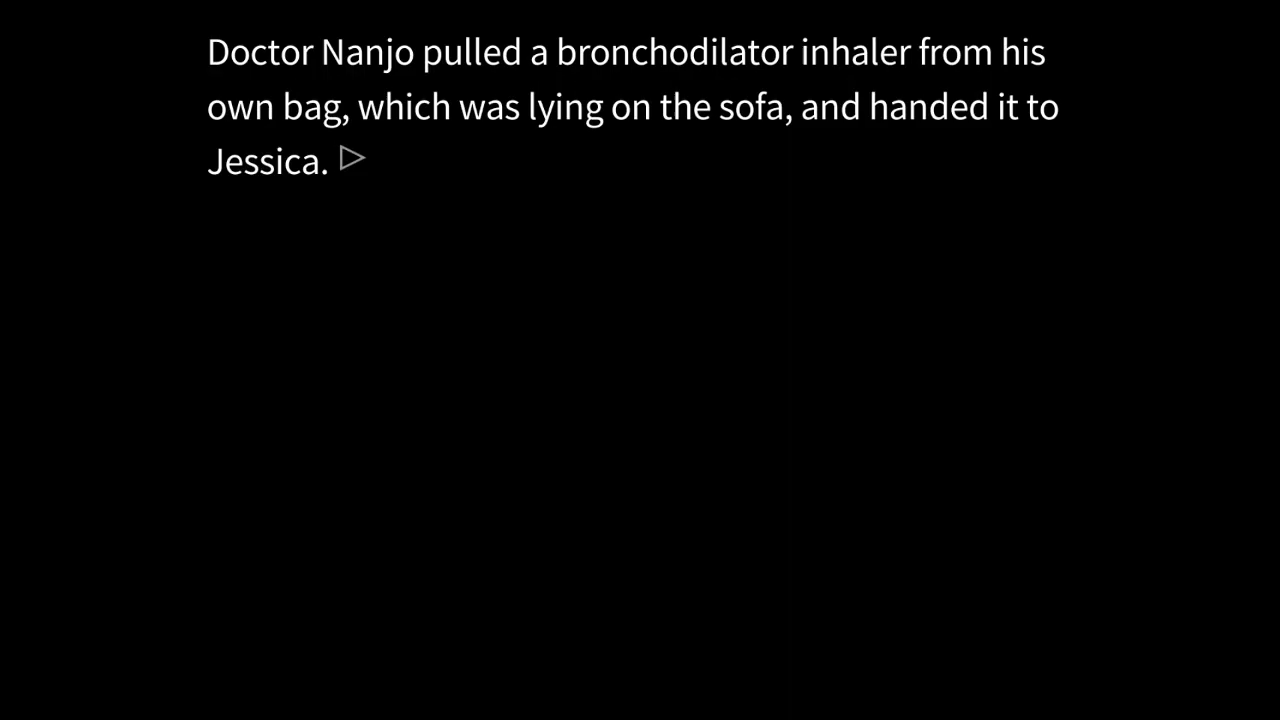 Doctor Nanjo pulled a bronchodilator inhaler from his
own bag, which was lying on the sofa, and handed it to
Jessica.